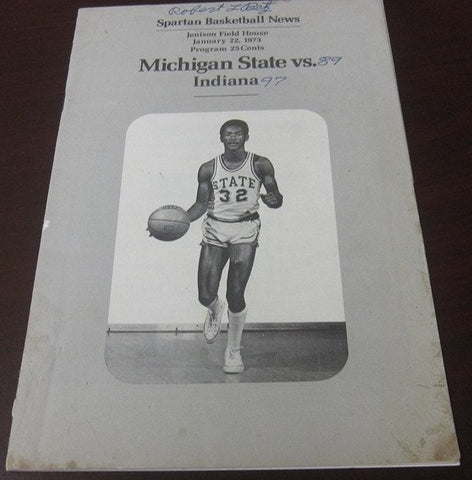 Robert L
Spartan Basketball News
Jenison Field House
January 22, 1973
Program 25 Cents
Michigan State vs. 89
Indiana 97
STATE
32